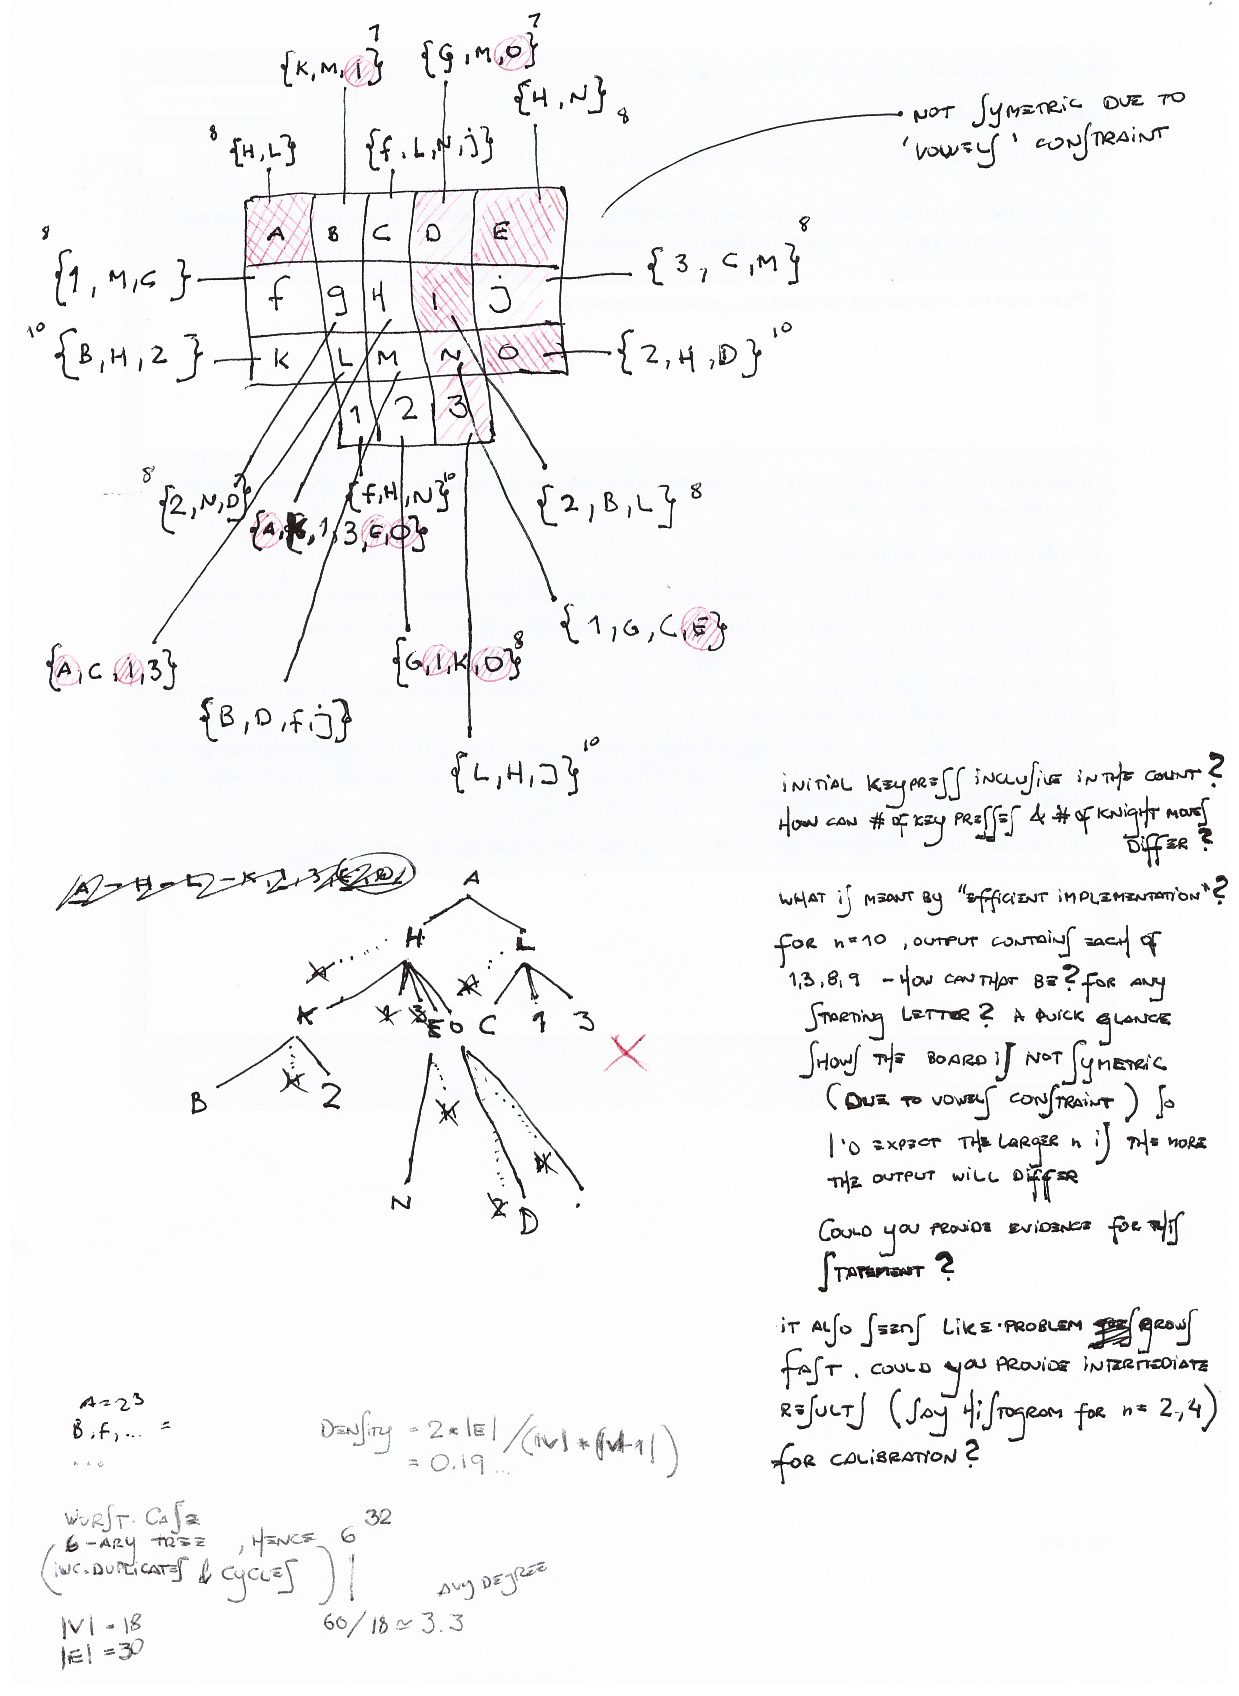 {K, M, 1}7
{G, M, O}7
{H, N}8
8{H, L}
{f, L, N, j}
NOT SYMETRIC DUE TO
'VOWELS' CONSTRAINT
A B C D E
8{1, M, C}
f g H i j
{3, C, M}8
10{B, H, 2}
K L M N O
{2, H, D}10
1 2 3
8{2, N, D}
{f, H, N}10
{2, B, L}8
{A, K, 1, 3, E, O}
{1, G, C, E}
{A, C, 1, 3}
{G, 1, K, O}8
{B, D, f, j}
{L, H, J}10
INITIAL KEYPRESS INCLUSIVE IN THE COUNT?
HOW CAN # OF KEY PRESSES & # OF KNIGHT MOVES
DIFFER?
A - H - L - K, 1, 3,
WHAT IS MEANT BY "EFFICIENT IMPLEMENTATION"?
FOR n=10, OUTPUT CONTAINS EACH OF
1,3,8,9 - HOW CAN THAT BE? FOR ANY
STARTING LETTER? A QUICK GLANCE
SHOWS THE BOARD IS NOT SYMETRIC
(DUE TO VOWELS CONSTRAINT) SO
I'D EXPECT THE LARGER n IS THE MORE
THE OUTPUT WILL DIFFER
COULD YOU PROVIDE EVIDENCE FOR THIS
STATEMENT?
IT ALSO SEEMS LIKE PROBLEM GROWS
FAST. COULD YOU PROVIDE INTERMEDIATE
RESULTS (SAY HISTOGRAM FOR n=2,4)
FOR CALIBRATION?
A
H L
A A
K 1 3 E O C 1 3
B H 2
H
N 2 D H .
A = 23
B, f, ... =
...
DENSITY = 2*|E| / (|V| * |V-1|)
= 0.19...
WURST CASE
6-ARY TREE, HENCE 6^32
(INC. DUPLICATES & CYCLES)
AVG DEGREE
|V| = 18
60/18 ≃ 3.3
|E| = 30